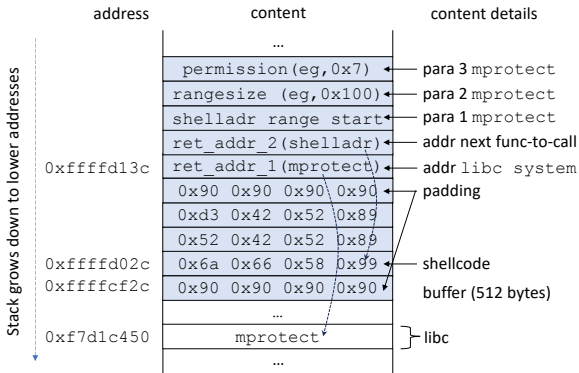 address content content details
...
permission(eg,0x7) para 3 mprotect
rangesize (eg,0x100) para 2 mprotect
shelladr range start para 1 mprotect
ret_addr_2(shelladr) addr next func-to-call
0xffffd13c ret_addr_1(mprotect) addr libc system
0x90 0x90 0x90 0x90 padding
0xd3 0x42 0x52 0x89
0x52 0x42 0x52 0x89
0xffffd02c 0x6a 0x66 0x58 0x99 shellcode
0xffffcf2c 0x90 0x90 0x90 0x90 buffer (512 bytes)
...
0xf7d1c450 mprotect libc
...
Stack grows down to lower addresses